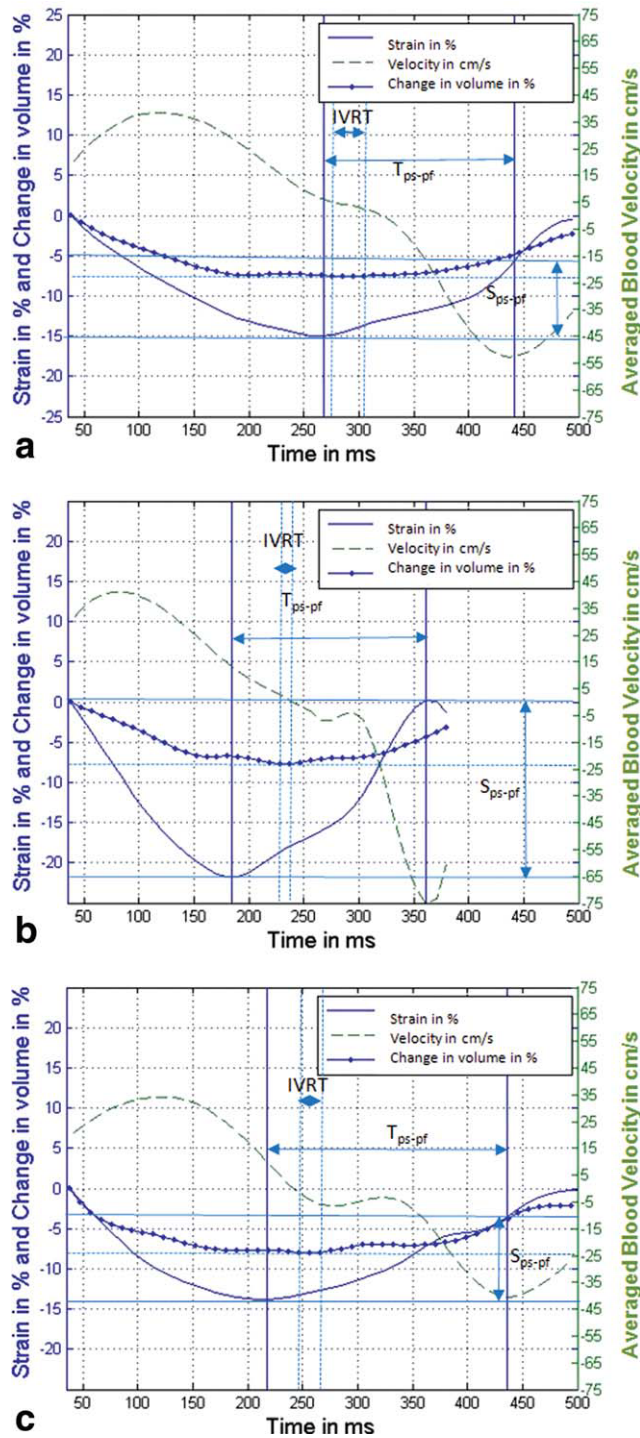 25
20
15
10
5
0
-5
-10
-15
-20
-25
Strain in % and Change in volume in %
Strain in %
Velocity in cm/s
Change in volume in %
IVRT
Tps-pf
Sps-pf
75
65
55
45
35
25
15
5
-5
-15
-25
-35
-45
-55
-65
-75
Averaged Blood Velocity in cm/s
50 100 150 200 250 300 350 400 450 500
Time in ms
a
20
15
10
5
0
-5
-10
-15
-20
Strain in % and Change in volume in %
Strain in %
Velocity in cm/s
Change in volume in %
IVRT
Tps-pf
Sps-pf
75
65
55
45
35
25
15
5
-5
-15
-25
-35
-45
-55
-65
-75
Averaged Blood Velocity in cm/s
50 100 150 200 250 300 350 400 450 500
Time in ms
b
20
15
10
5
0
-5
-10
-15
-20
Strain in % and Change in volume in %
Strain in %
Velocity in cm/s
Change in volume in %
IVRT
Tps-pf
Sps-pf
75
65
55
45
35
25
15
5
-5
-15
-25
-35
-45
-55
-65
-75
Averaged Blood Velocity in cm/s
50 100 150 200 250 300 350 400 450 500
Time in ms
c